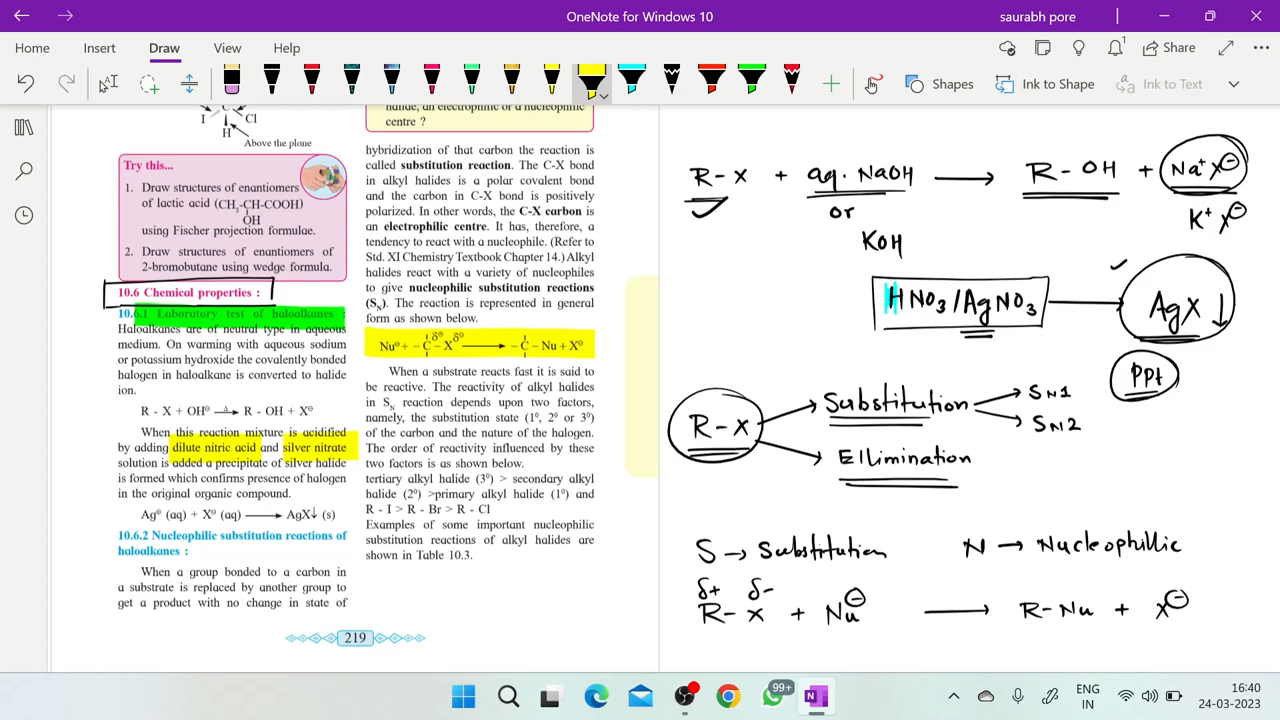 OneNote for Windows 10
saurabh pore
Home
Insert
Draw
View
Help
1
Share
Shapes
Ink to Shape
Ink to Text
I
C
Cl
H
Above the plane
Try this...
1. Draw structures of enantiomers
of lactic acid (CH3-CH-COOH)
OH
using Fischer projection formulae.
2. Draw structures of enantiomers of
2-bromobutane using wedge formula.
10.6 Chemical properties :
10.6.1 Laboratory test of haloalkanes :
Haloalkanes are of neutral type in aqueous
medium. On warming with aqueous sodium
or potassium hydroxide the covalently bonded
halogen in haloalkane is converted to halide
ion.
R - X + OH⊖ —Δ→ R - OH + X⊖
When this reaction mixture is acidified
by adding dilute nitric acid and silver nitrate
solution is added a precipitate of silver halide
is formed which confirms presence of halogen
in the original organic compound.
Ag⊕ (aq) + X⊖ (aq) ⟶ AgX↓ (s)
10.6.2 Nucleophilic substitution reactions of
haloalkanes :
When a group bonded to a carbon in
a substrate is replaced by another group to
get a product with no change in state of
halide, an electrophilic or a nucleophilic
centre ?
hybridization of that carbon the reaction is
called substitution reaction. The C-X bond
in alkyl halides is a polar covalent bond
and the carbon in C-X bond is positively
polarized. In other words, the C-X carbon is
an electrophilic centre. It has, therefore, a
tendency to react with a nucleophile. (Refer to
Std. XI Chemistry Textbook Chapter 14.) Alkyl
halides react with a variety of nucleophiles
to give nucleophilic substitution reactions
(SN). The reaction is represented in general
form as shown below.
Nu⊖ + - C δ⊕ - X δ⊖ ⟶ - C - Nu + X⊖
When a substrate reacts fast it is said to
be reactive. The reactivity of alkyl halides
in SN reaction depends upon two factors,
namely, the substitution state (1⁰, 2⁰ or 3⁰)
of the carbon and the nature of the halogen.
The order of reactivity influenced by these
two factors is as shown below.
tertiary alkyl halide (3⁰) > secondary alkyl
halide (2⁰) >primary alkyl halide (1⁰) and
R - I > R - Br > R - Cl
Examples of some important nucleophilic
substitution reactions of alkyl halides are
shown in Table 10.3.
219
R - X + aq. NaOH ⟶ R - OH + Na⁺ X⊖
or
KOH
K⁺ X⊖
HNO3/AgNO3 ⟶ AgX ↓
PPt
R - X
Substitution
SN1
SN2
Ellimination
S → Substitution N → Nucleophillic
δ+ δ-
R - X + Nu⊖ ⟶ R - Nu + X⊖
99+
ENG
IN
16:40
24-03-2023